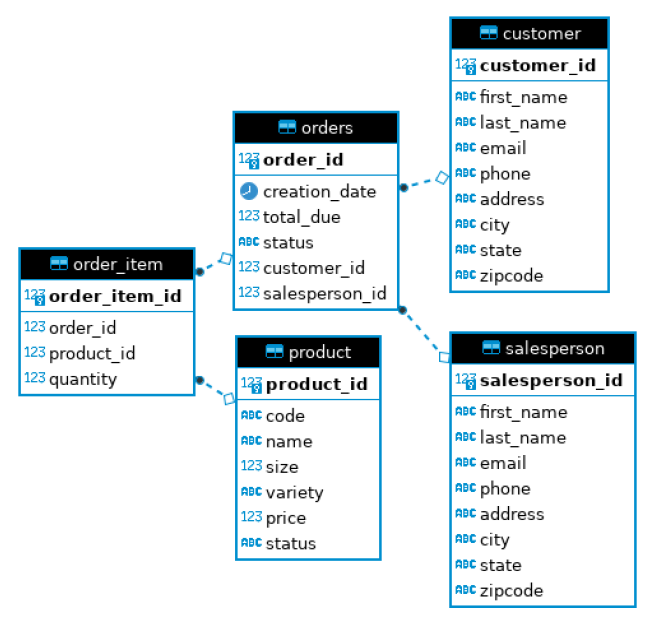 customer
123 customer_id
ABC first_name
ABC last_name
ABC email
ABC phone
ABC address
ABC city
ABC state
ABC zipcode
orders
123 order_id
creation_date
123 total_due
ABC status
123 customer_id
123 salesperson_id
order_item
123 order_item_id
123 order_id
123 product_id
123 quantity
product
123 product_id
ABC code
ABC name
123 size
ABC variety
123 price
ABC status
salesperson
123 salesperson_id
ABC first_name
ABC last_name
ABC email
ABC phone
ABC address
ABC city
ABC state
ABC zipcode